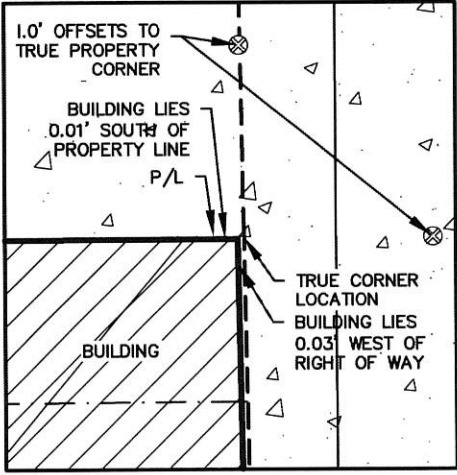 1.0' OFFSETS TO
TRUE PROPERTY
CORNER
BUILDING LIES
0.01' SOUTH OF
PROPERTY LINE
P/L
TRUE CORNER
LOCATION
BUILDING LIES
0.03' WEST OF
RIGHT OF WAY
BUILDING